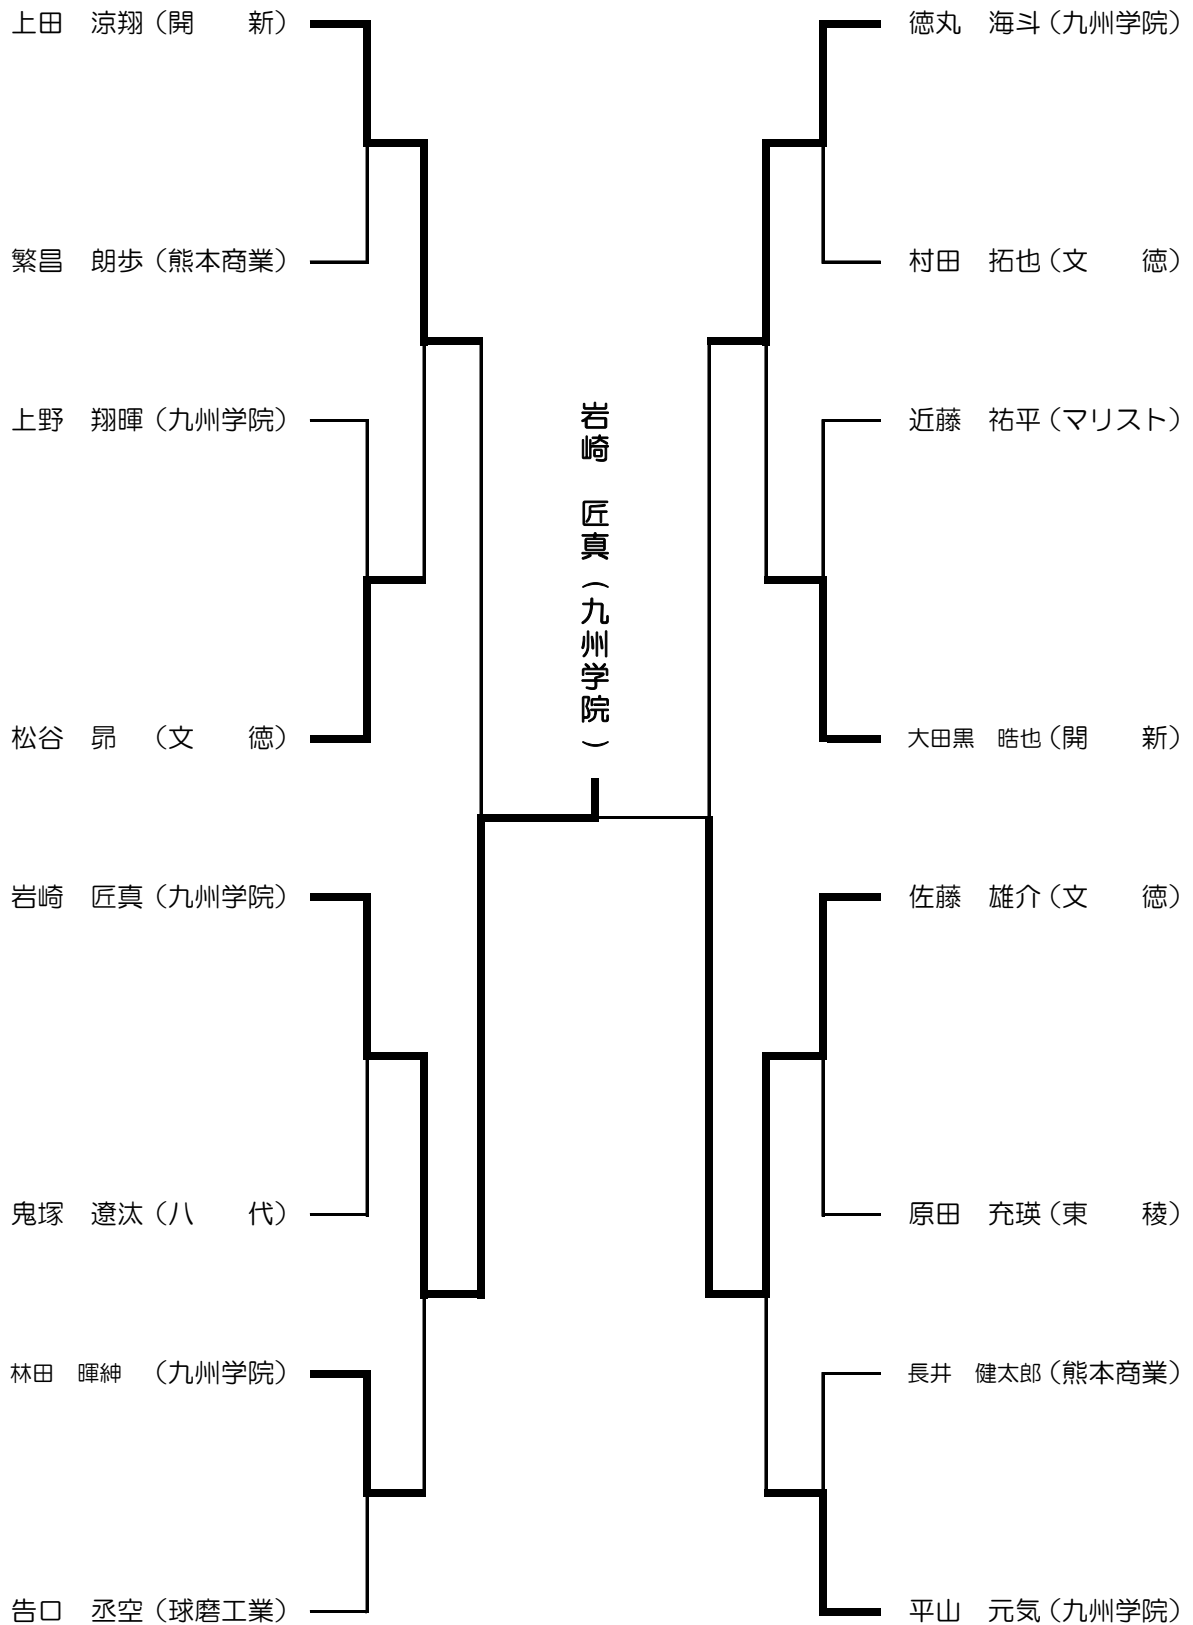 上田　涼翔（開　　新）
繁昌　朗歩（熊本商業）
上野　翔暉（九州学院）
松谷　昴　（文　　徳）
岩崎　匠真（九州学院）
鬼塚　遼汰（八　　代）
林田　暉紳　（九州学院）
告口　丞空（球磨工業）
岩崎　匠真（九州学院）
徳丸　海斗（九州学院）
村田　拓也（文　　徳）
近藤　祐平（マリスト）
大田黒　晧也（開　　新）
佐藤　雄介（文　　徳）
原田　充瑛（東　　稜）
長井　健太郎（熊本商業）
平山　元気（九州学院）